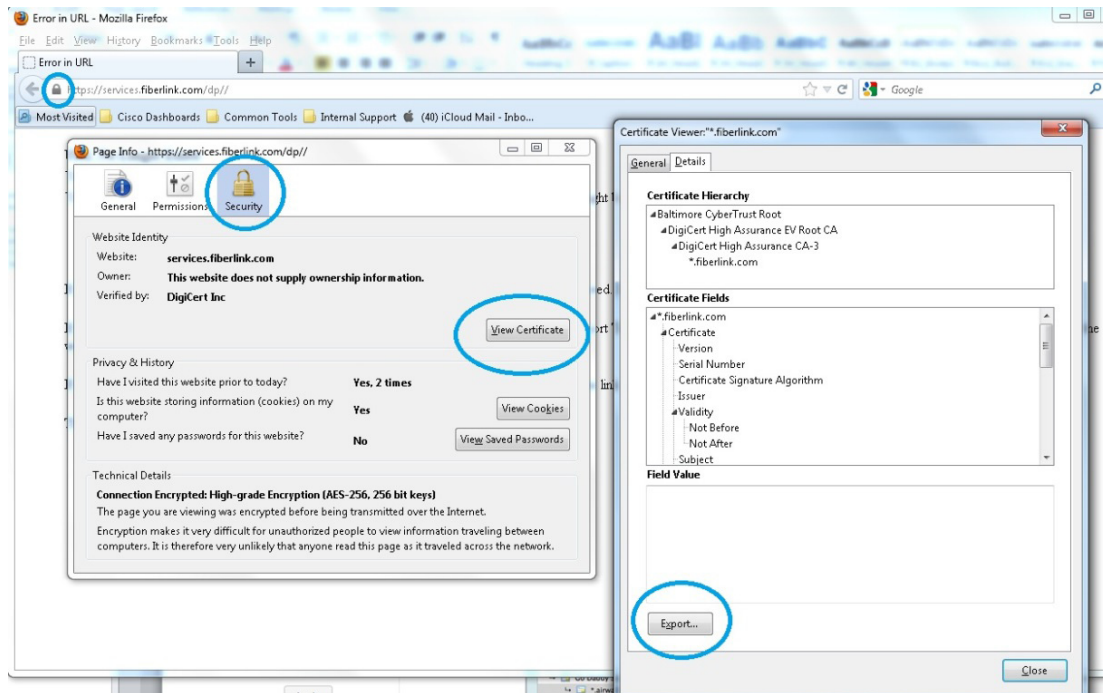 Error in URL - Mozilla Firefox
File Edit View History Bookmarks Tools Help
Error in URL
+
https://services.fiberlink.com/dp//
Google
Most Visited Cisco Dashboards Common Tools Internal Support (40) iCloud Mail - Inbo...
Page Info - https://services.fiberlink.com/dp//
General Permissions Security
Website Identity
Website: services.fiberlink.com
Owner: This website does not supply ownership information.
Verified by: DigiCert Inc
View Certificate
Privacy & History
Have I visited this website prior to today? Yes, 2 times
Is this website storing information (cookies) on my computer? Yes View Cookies
Have I saved any passwords for this website? No View Saved Passwords
Technical Details
Connection Encrypted: High-grade Encryption (AES-256, 256 bit keys)
The page you are viewing was encrypted before being transmitted over the Internet.
Encryption makes it very difficult for unauthorized people to view information traveling between
computers. It is therefore very unlikely that anyone read this page as it traveled across the network.
Certificate Viewer:"*.fiberlink.com"
General Details
Certificate Hierarchy
Baltimore CyberTrust Root
DigiCert High Assurance EV Root CA
DigiCert High Assurance CA-3
*.fiberlink.com
Certificate Fields
*.fiberlink.com
Certificate
Version
Serial Number
Certificate Signature Algorithm
Issuer
Validity
Not Before
Not After
Subject
Field Value
Export...
Close